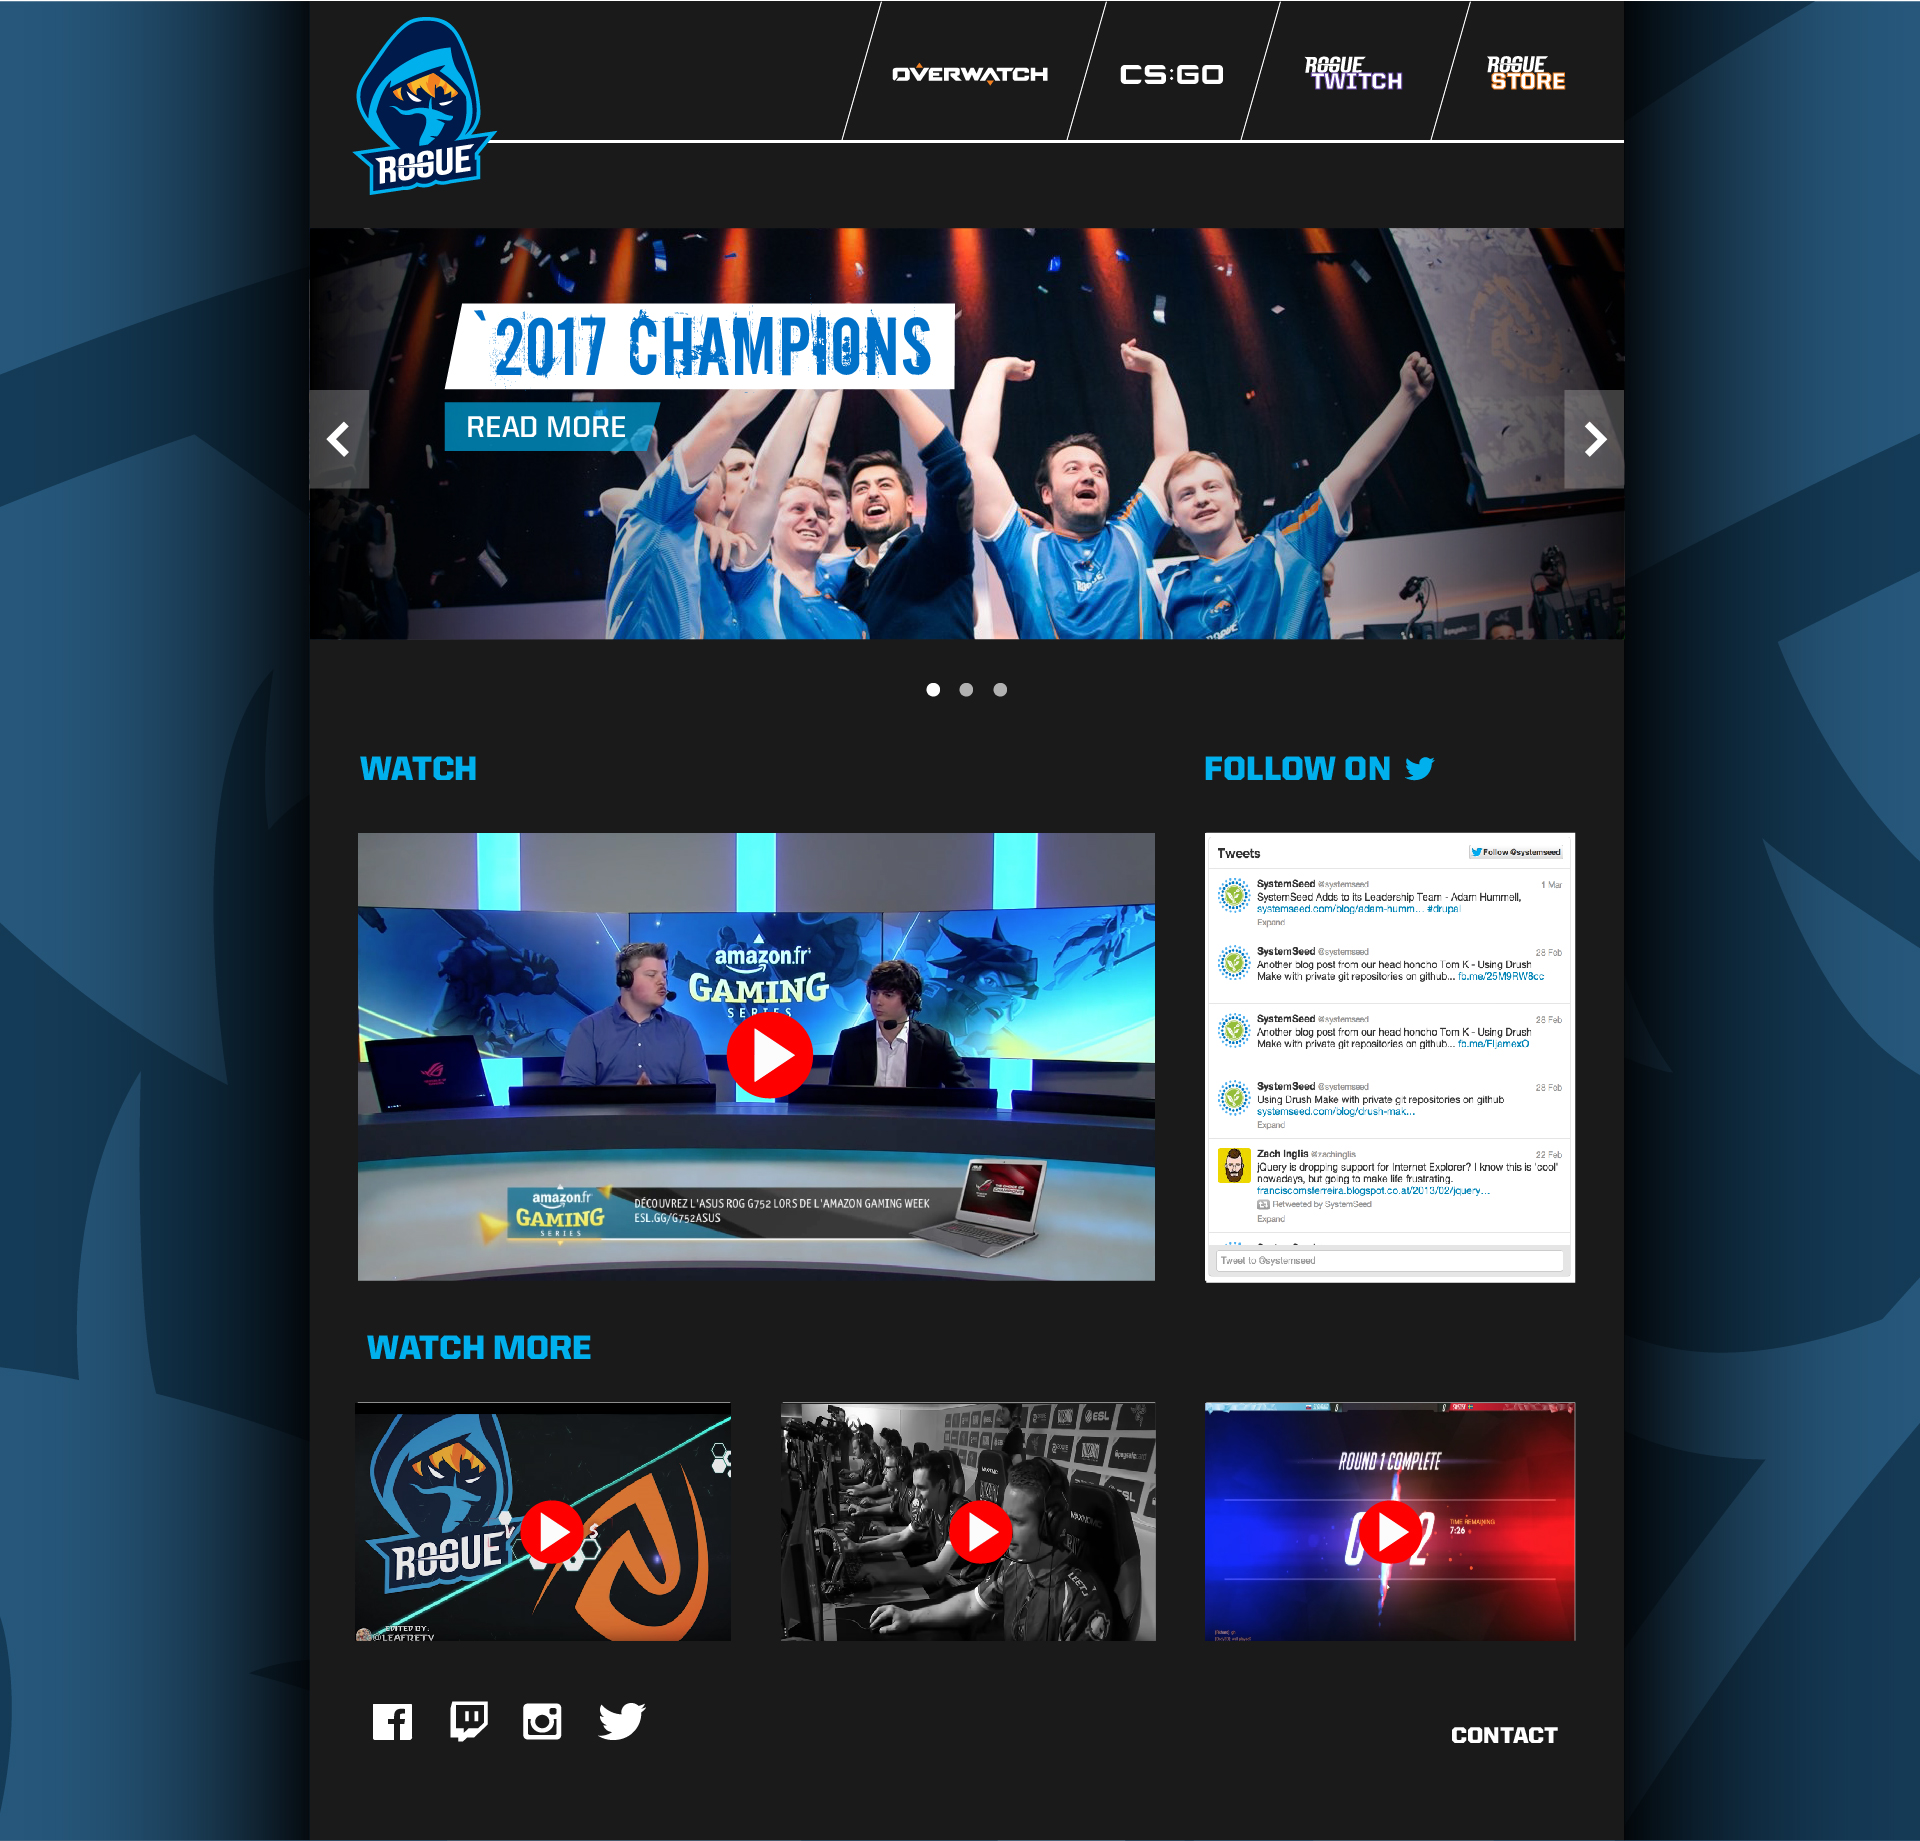 OVERWATCH
CS:GO
ROGUE
TWITCH
ROGUE
STORE
ROGUE
`2017 CHAMPIONS
READ MORE
ROGUE
ROGUE
WATCH
FOLLOW ON
amazon.fr
GAMING
SERIES
amazon.fr
GAMING
SERIES
DÉCOUVREZ L'ASUS ROG G752 LORS DE L'AMAZON GAMING WEEK
ESL.GG/G752ASUS
Tweets
Follow @systemseed
SystemSeed @systemseed 1 Mar
SystemSeed Adds to its Leadership Team - Adam Hummell,
systemseed.com/blog/adam-humm... #drupal
Expand
SystemSeed @systemseed 28 Feb
Another blog post from our head honcho Tom K - Using Drush
Make with private git repositories on github... fb.me/25M9RW8cc
SystemSeed @systemseed 28 Feb
Another blog post from our head honcho Tom K - Using Drush
Make with private git repositories on github... fb.me/FljemexO
SystemSeed @systemseed 28 Feb
Using Drush Make with private git repositories on github
systemseed.com/blog/drush-mak...
Expand
Zach Inglis @zachinglis 22 Feb
jQuery is dropping support for Internet Explorer? I know this is 'cool'
nowadays, but going to make life frustrating.
franciscomsferreira.blogspot.co.at/2013/02/jquery...
Retweeted by SystemSeed
Expand
Tweet to @systemseed
WATCH MORE
ROGUE
V S
EDITED BY:
@LEAFRETV
ESL
ESL
ROUND 1 COMPLETE
0 2
TIME REMAINING
7:26
CONTACT